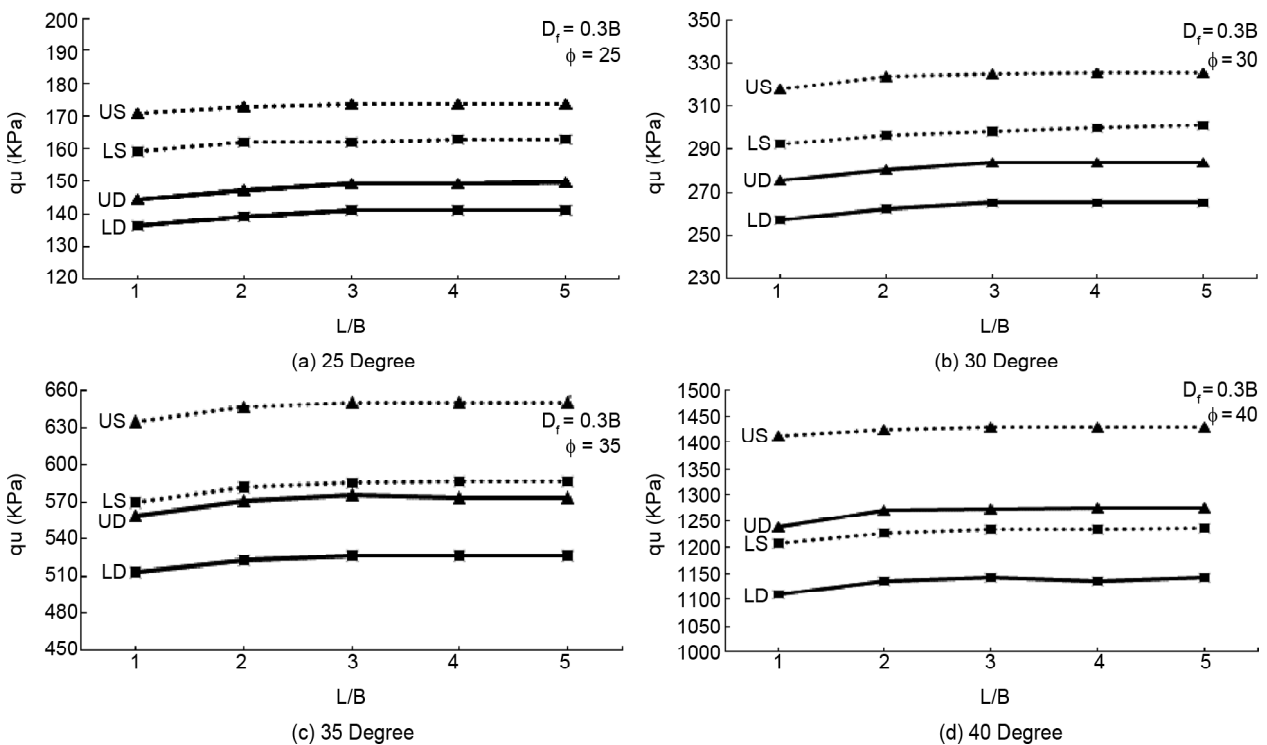 200
190
180
170
160
150
140
130
120
qu (KPa)
D_f = 0.3B
ϕ = 25
US
LS
UD
LD
1 2 3 4 5
L/B
(a) 25 Degree
350
330
310
290
270
250
230
qu (KPa)
D_f = 0.3B
ϕ = 30
US
LS
UD
LD
1 2 3 4 5
L/B
(b) 30 Degree
660
630
600
570
540
510
480
450
qu (KPa)
D_f = 0.3B
ϕ = 35
US
LS
UD
LD
1 2 3 4 5
L/B
(c) 35 Degree
1500
1450
1400
1350
1300
1250
1200
1150
1100
1050
1000
qu (KPa)
D_f = 0.3B
ϕ = 40
US
UD
LS
LD
1 2 3 4 5
L/B
(d) 40 Degree